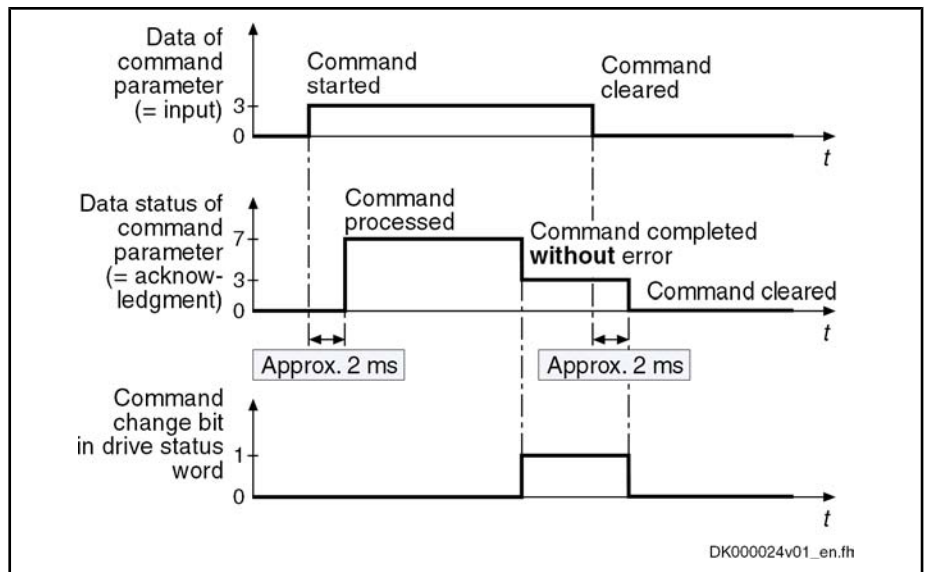 Data of
command
parameter
(= input)
3
0
Command
started
Command
cleared
t
Data status of
command
parameter
(= acknow-
ledgment)
7
3
0
Command
processed
Command completed
without error
Command cleared
t
Approx. 2 ms
Approx. 2 ms
Command
change bit
in drive status
word
1
0
t
DK000024v01_en.fh